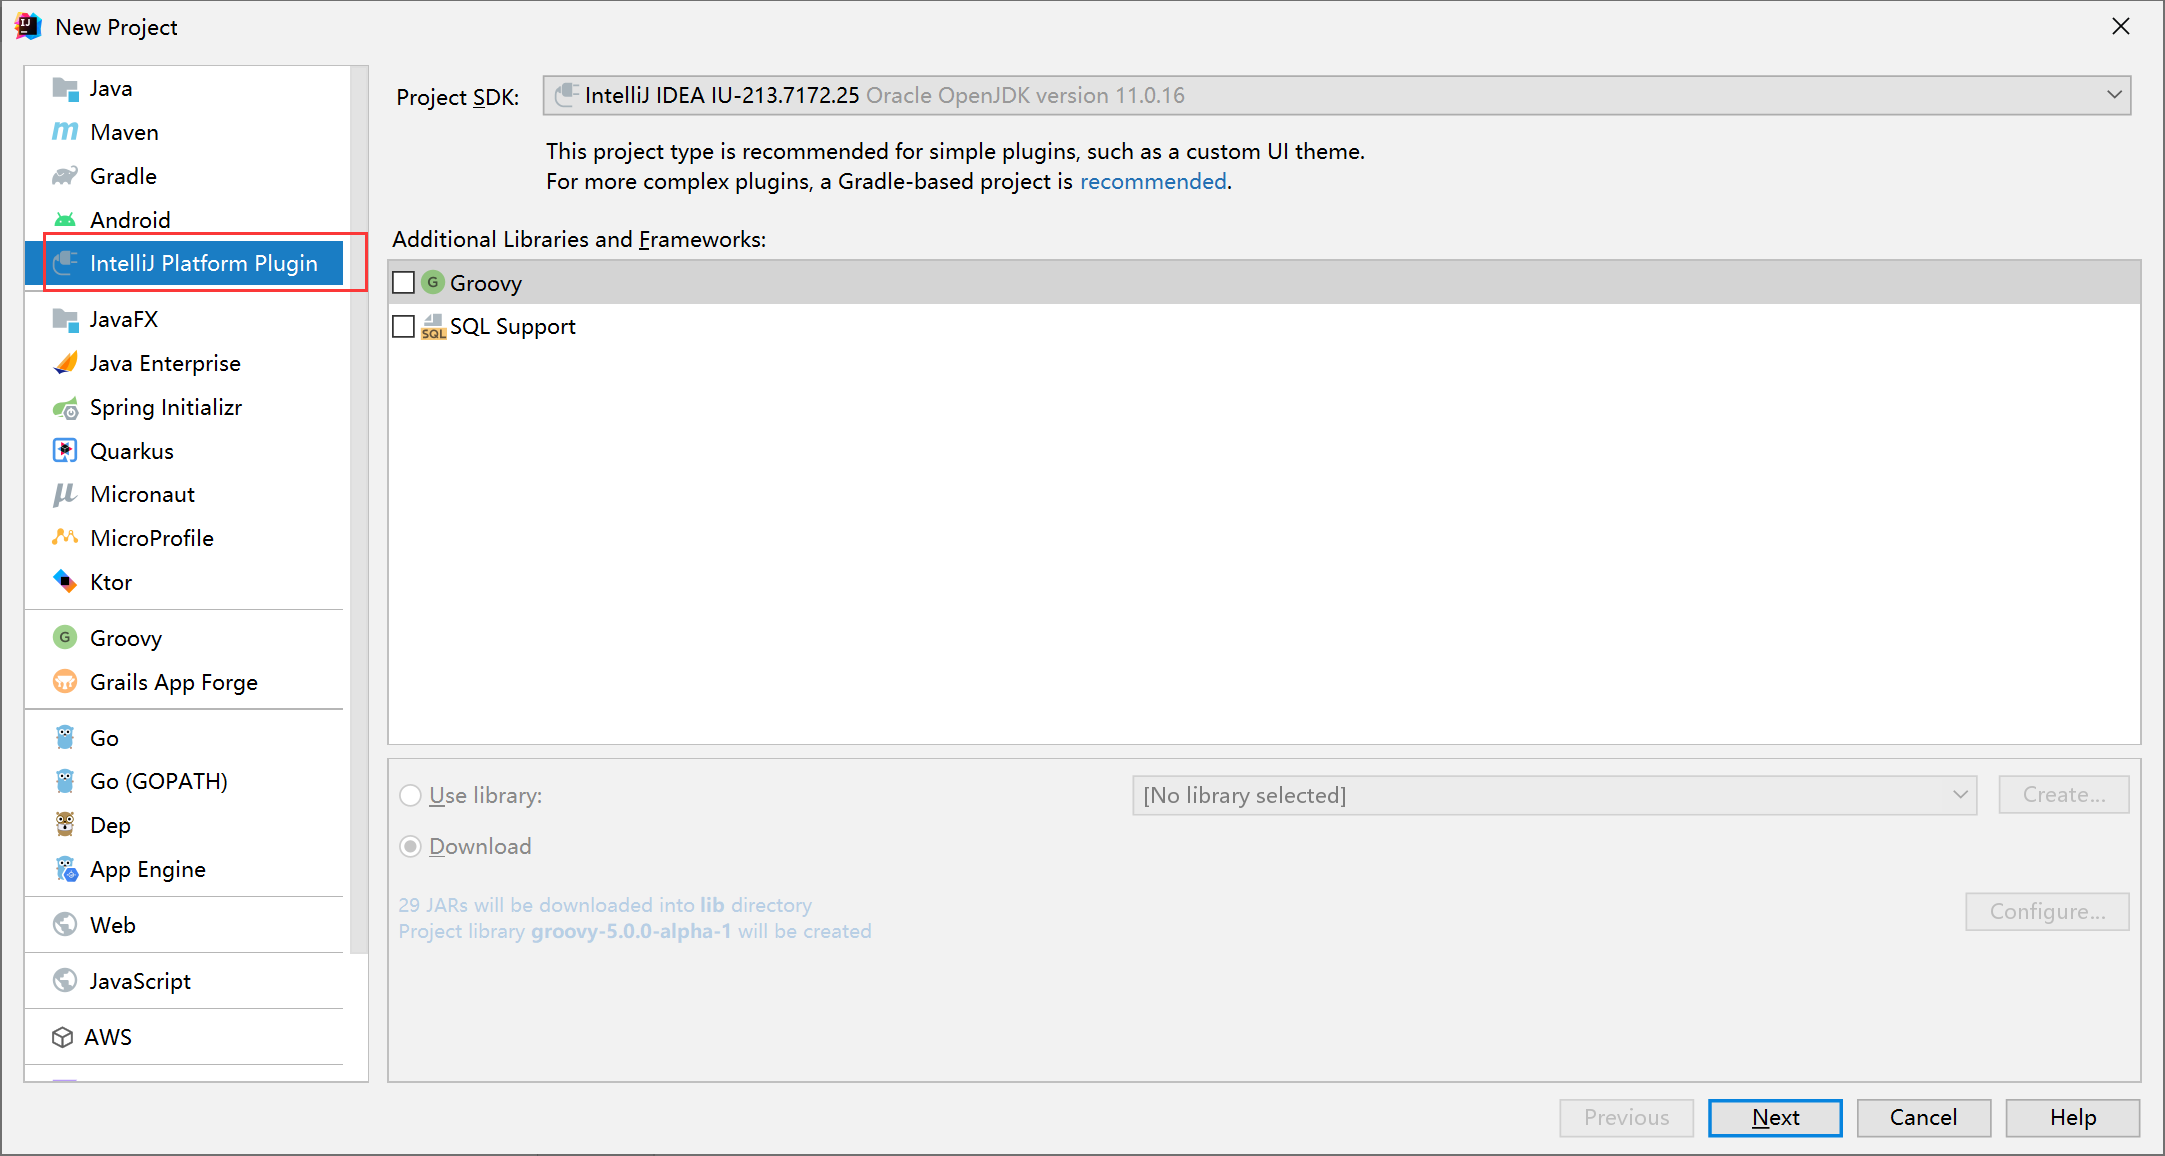 New Project
Java
Maven
Gradle
Android
IntelliJ Platform Plugin
JavaFX
Java Enterprise
Spring Initializr
Quarkus
Micronaut
MicroProfile
Ktor
Groovy
Grails App Forge
Go
Go (GOPATH)
Dep
App Engine
Web
JavaScript
AWS
Project SDK: IntelliJ IDEA IU-213.7172.25 Oracle OpenJDK version 11.0.16
This project type is recommended for simple plugins, such as a custom UI theme.
For more complex plugins, a Gradle-based project is recommended.
Additional Libraries and Frameworks:
Groovy
SQL Support
Use library: [No library selected] Create...
Download
29 JARs will be downloaded into lib directory
Project library groovy-5.0.0-alpha-1 will be created
Configure...
Previous Next Cancel Help